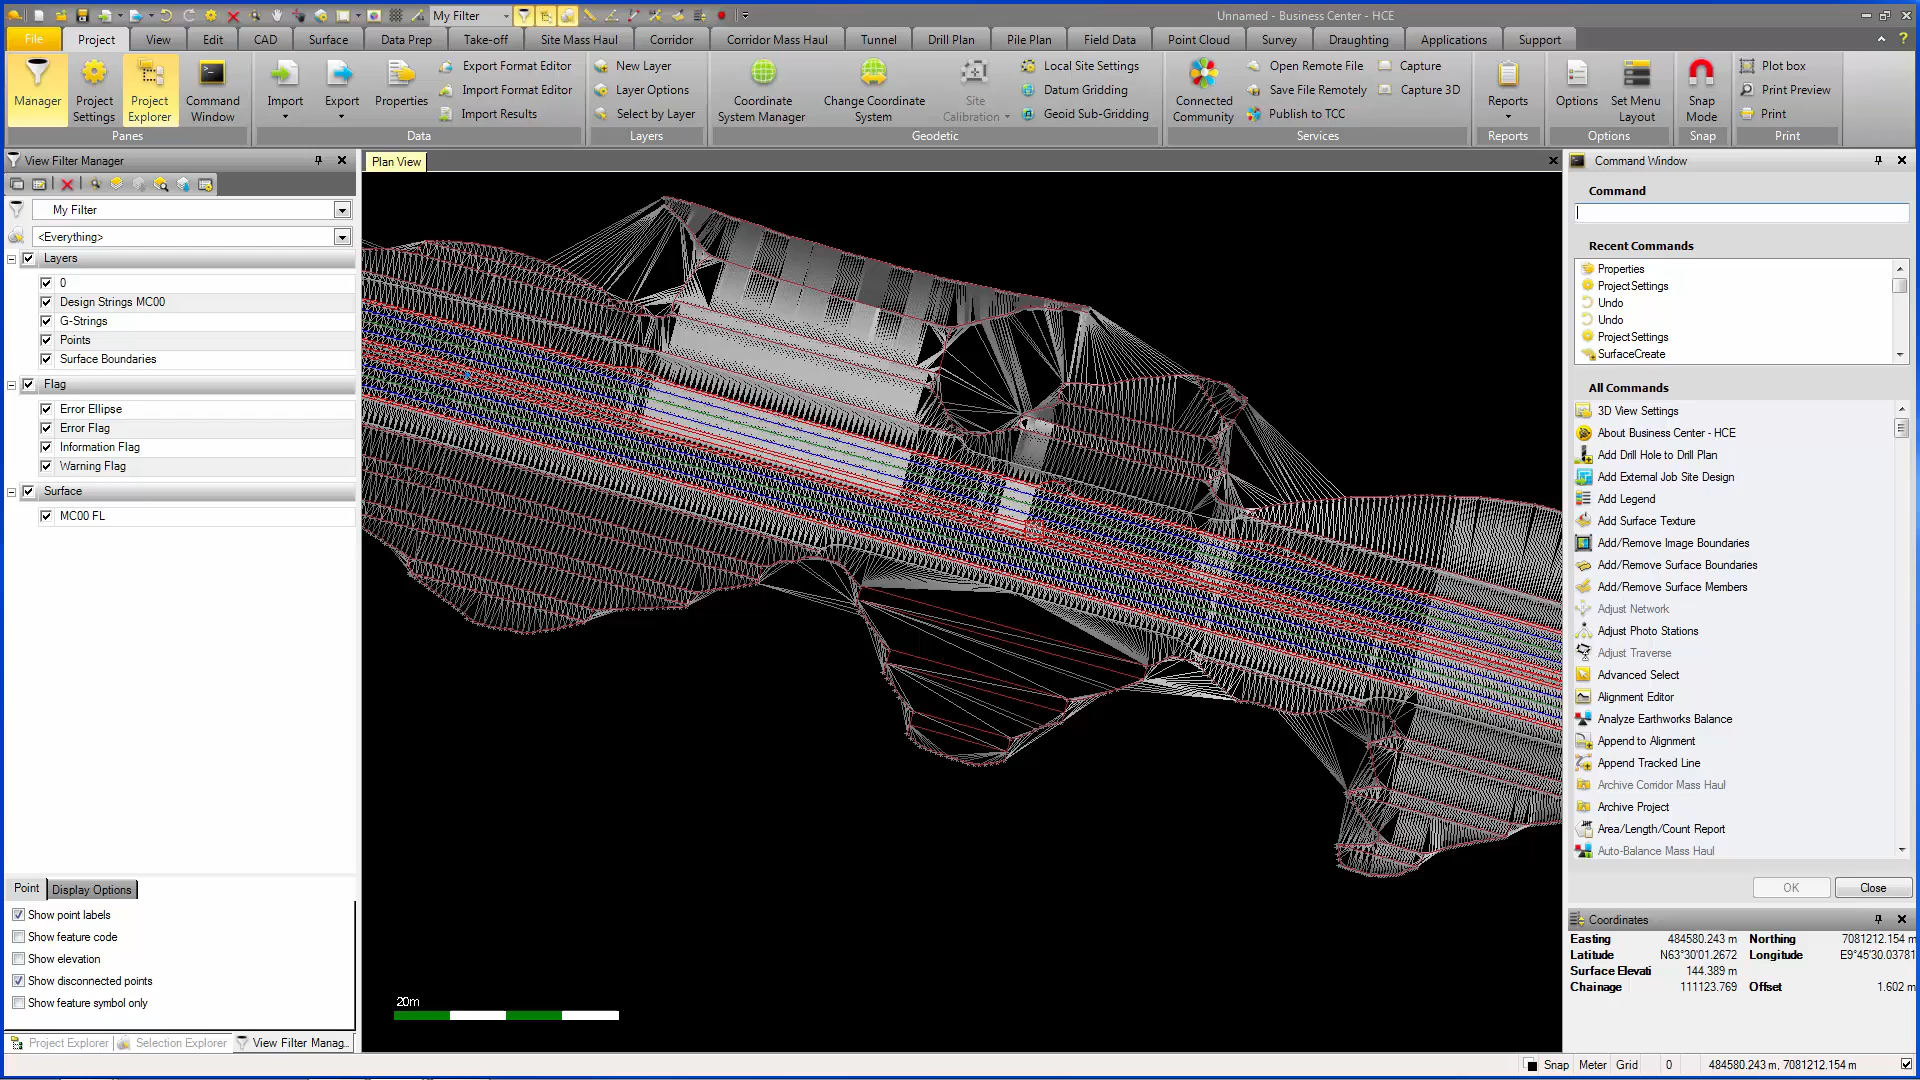 My Filter
Unnamed - Business Center - HCE
File Project View Edit CAD Surface Data Prep Take-off Site Mass Haul Corridor Corridor Mass Haul Tunnel Drill Plan Pile Plan Field Data Point Cloud Survey Draughting Applications Support
Manager
Project Settings
Project Explorer
Command Window
Panes
Import
Export
Properties
Export Format Editor
Import Format Editor
Import Results
Data
New Layer
Layer Options
Select by Layer
Layers
Coordinate System Manager
Change Coordinate System
Site Calibration
Local Site Settings
Datum Gridding
Geoid Sub-Gridding
Geodetic
Connected Community
Open Remote File
Save File Remotely
Publish to TCC
Capture
Capture 3D
Services
Reports
Reports
Options
Set Menu Layout
Options
Snap Mode
Snap
Plot box
Print Preview
Print
Print
View Filter Manager
My Filter
<Everything>
Layers
0
Design Strings MC00
G-Strings
Points
Surface Boundaries
Flag
Error Ellipse
Error Flag
Information Flag
Warning Flag
Surface
MC00 FL
Point Display Options
Show point labels
Show feature code
Show elevation
Show disconnected points
Show feature symbol only
Project Explorer Selection Explorer View Filter Manag..
Plan View
20m
Command Window
Command
Recent Commands
Properties
ProjectSettings
Undo
Undo
ProjectSettings
SurfaceCreate
All Commands
3D View Settings
About Business Center - HCE
Add Drill Hole to Drill Plan
Add External Job Site Design
Add Legend
Add Surface Texture
Add/Remove Image Boundaries
Add/Remove Surface Boundaries
Add/Remove Surface Members
Adjust Network
Adjust Photo Stations
Adjust Traverse
Advanced Select
Alignment Editor
Analyze Earthworks Balance
Append to Alignment
Append Tracked Line
Archive Corridor Mass Haul
Archive Project
Area/Length/Count Report
Auto-Balance Mass Haul
OK Close
Coordinates
Easting 484580.243 m Northing 7081212.154 m
Latitude N63°30'01.2672 Longitude E9°45'30.03781
Surface Elevati 144.389 m
Chainage 111123.769 Offset 1.602 m
Snap Meter Grid 0 484580.243 m, 7081212.154 m